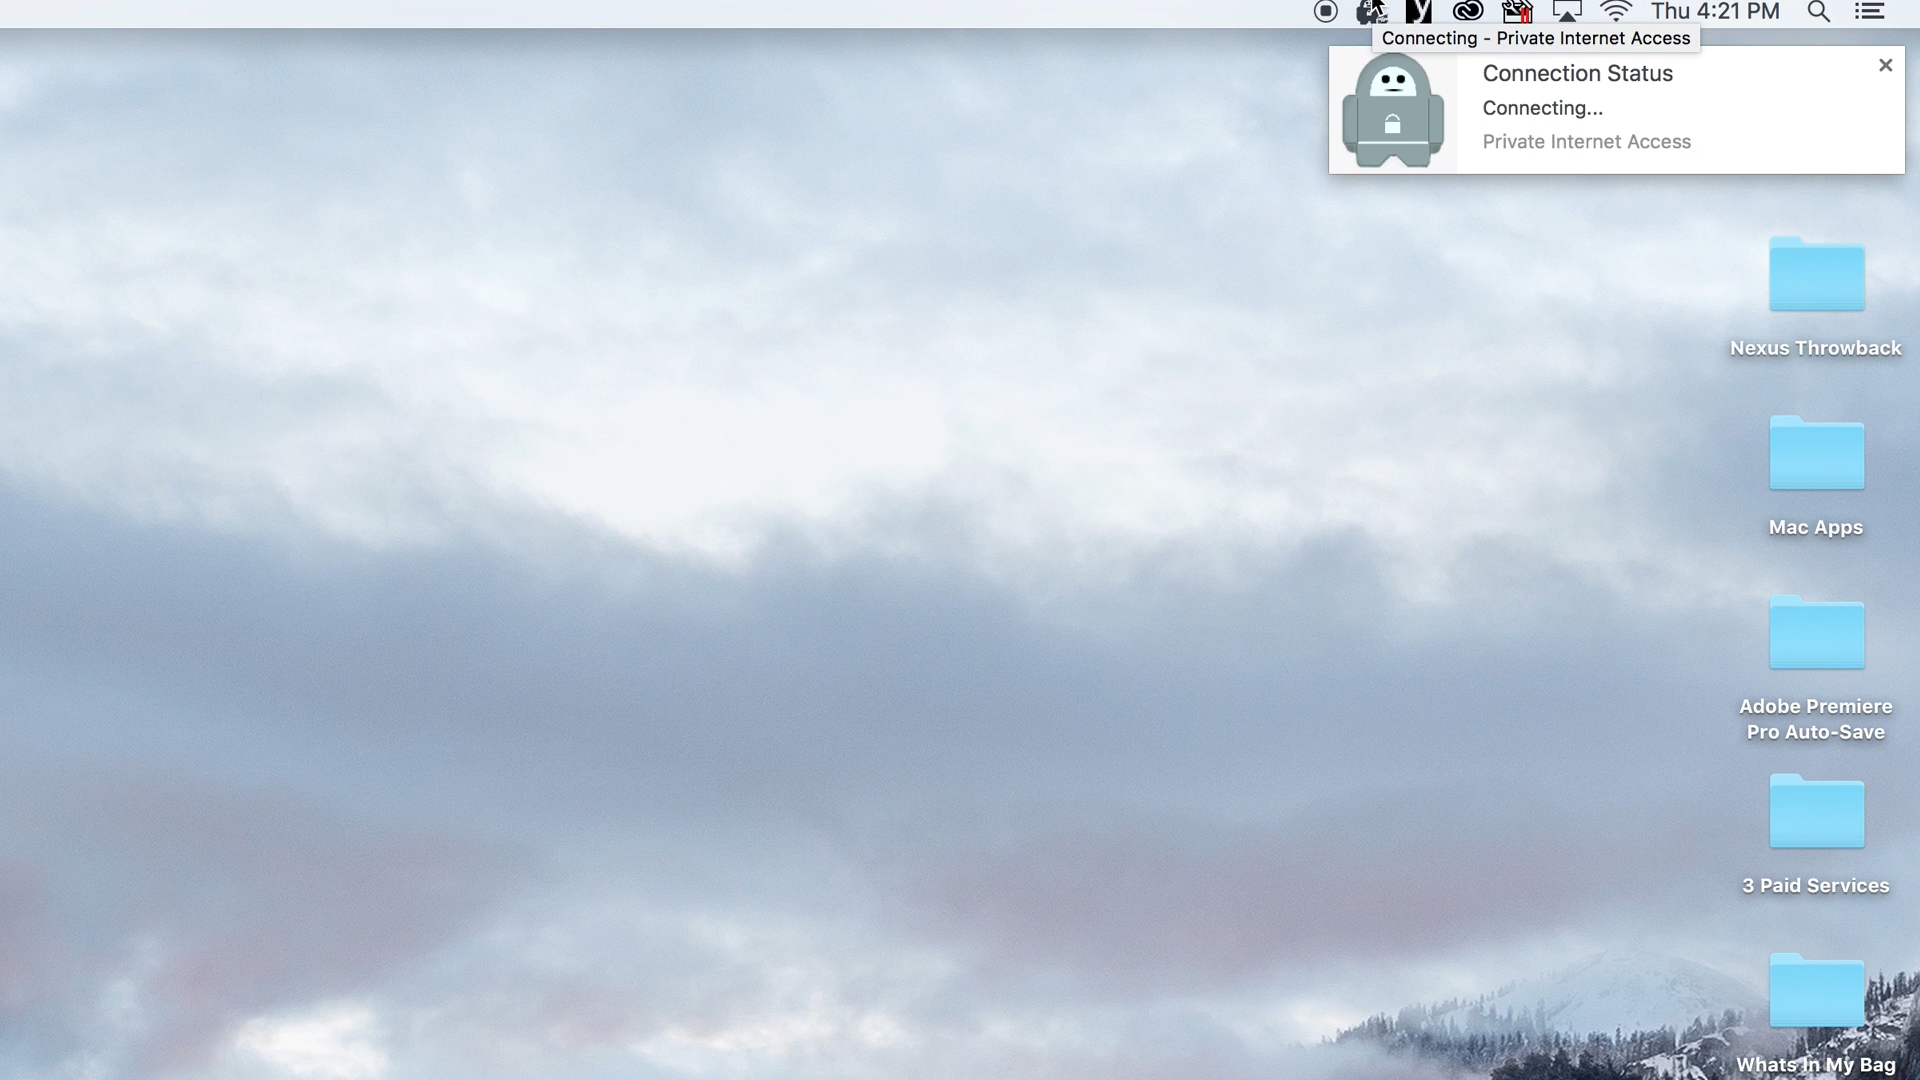 y
Thu 4:21 PM
Connecting - Private Internet Access
Connection Status
Connecting...
Private Internet Access
Nexus Throwback
Mac Apps
Adobe Premiere
Pro Auto-Save
3 Paid Services
Whats In My Bag